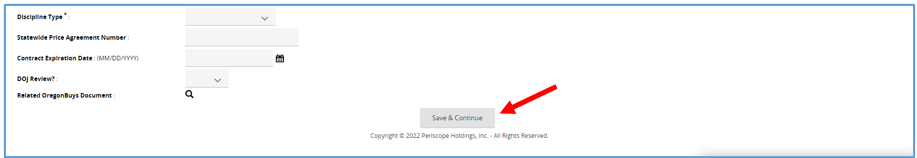 Discipline Type * :
Statewide Price Agreement Number :
Contract Expiration Date : (MM/DD/YYYY)
DOJ Review? :
Related OregonBuys Document :
Save & Continue
Copyright © 2022 Periscope Holdings, Inc. - All Rights Reserved.